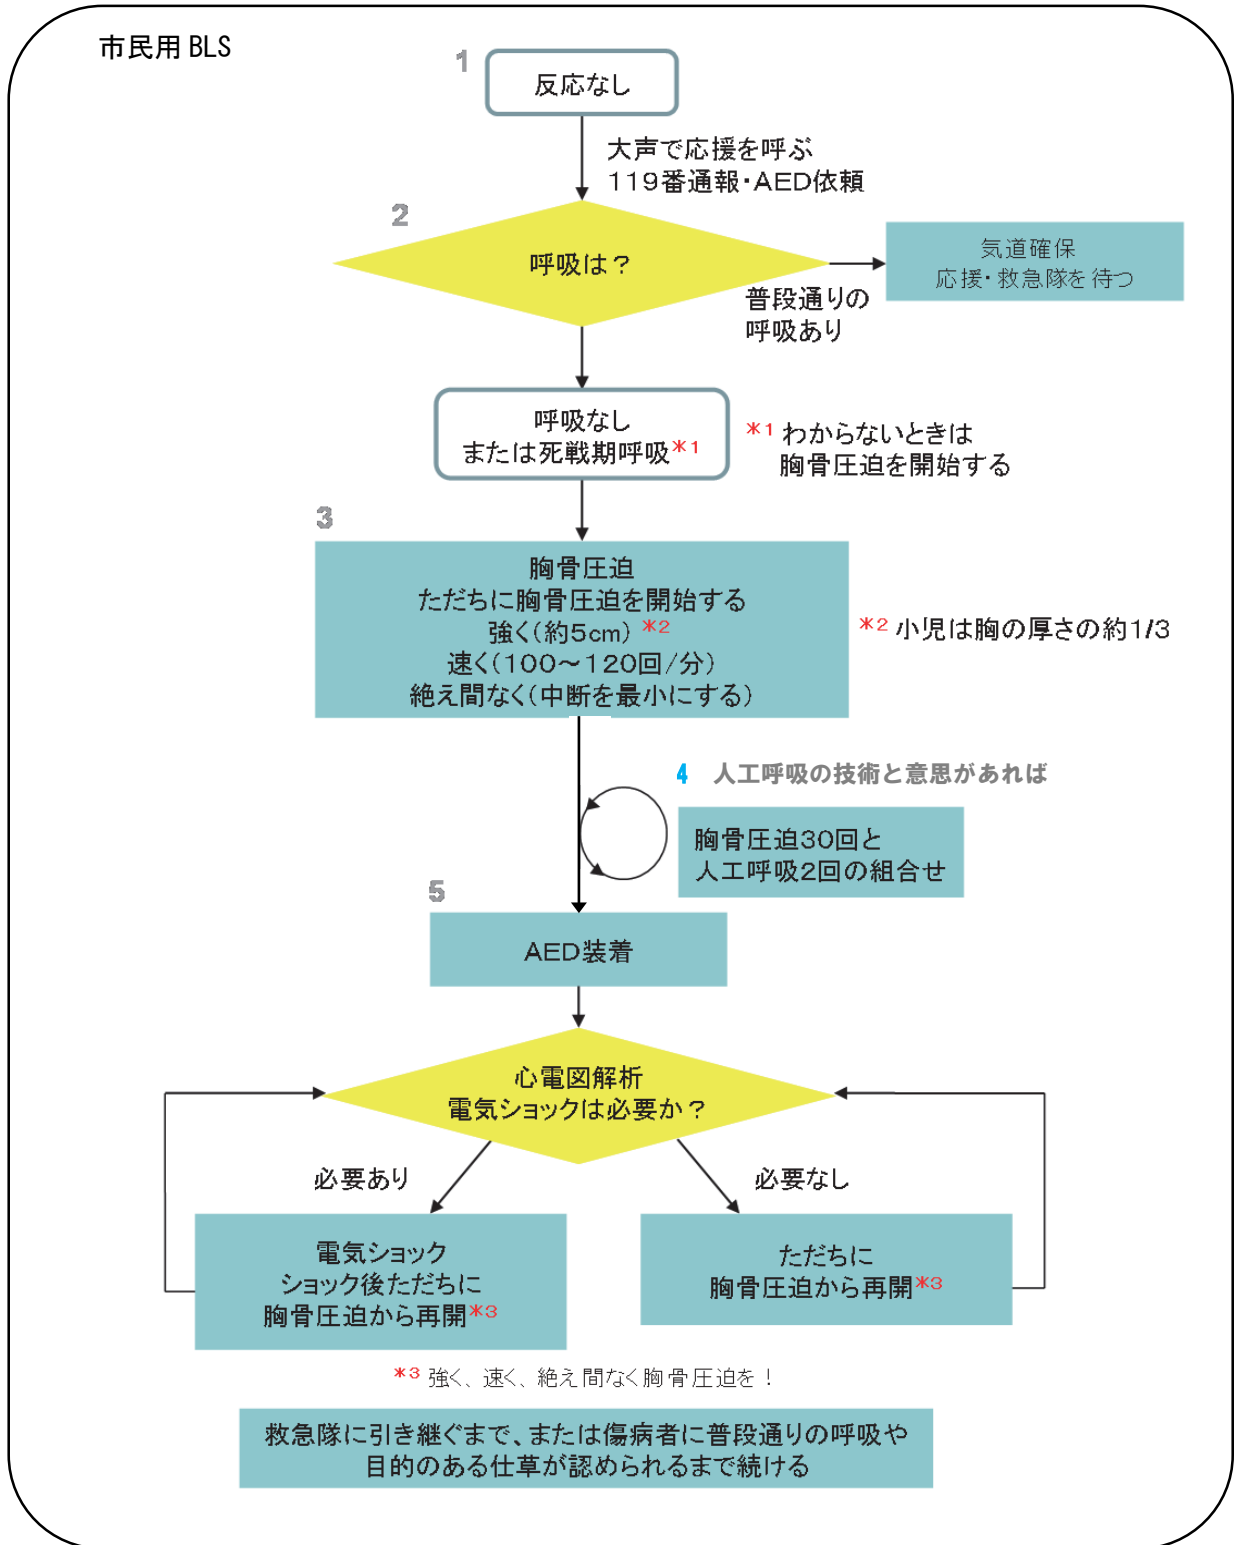 市民用 BLS
1
反応なし
大声で応援を呼ぶ
119番通報・AED依頼
2
呼吸は？
気道確保
応援・救急隊を待つ
普段通りの
呼吸あり
呼吸なし
または死戦期呼吸*1
*1 わからないときは
胸骨圧迫を開始する
3
胸骨圧迫
ただちに胸骨圧迫を開始する
強く(約5cm) *2
速く(100～120回/分)
絶え間なく(中断を最小にする)
*2 小児は胸の厚さの約1/3
4 人工呼吸の技術と意思があれば
胸骨圧迫30回と
人工呼吸2回の組合せ
5
AED装着
心電図解析
電気ショックは必要か？
必要あり
必要なし
電気ショック
ショック後ただちに
胸骨圧迫から再開*3
ただちに
胸骨圧迫から再開*3
*3 強く、速く、絶え間なく胸骨圧迫を！
救急隊に引き継ぐまで、または傷病者に普段通りの呼吸や
目的のある仕草が認められるまで続ける